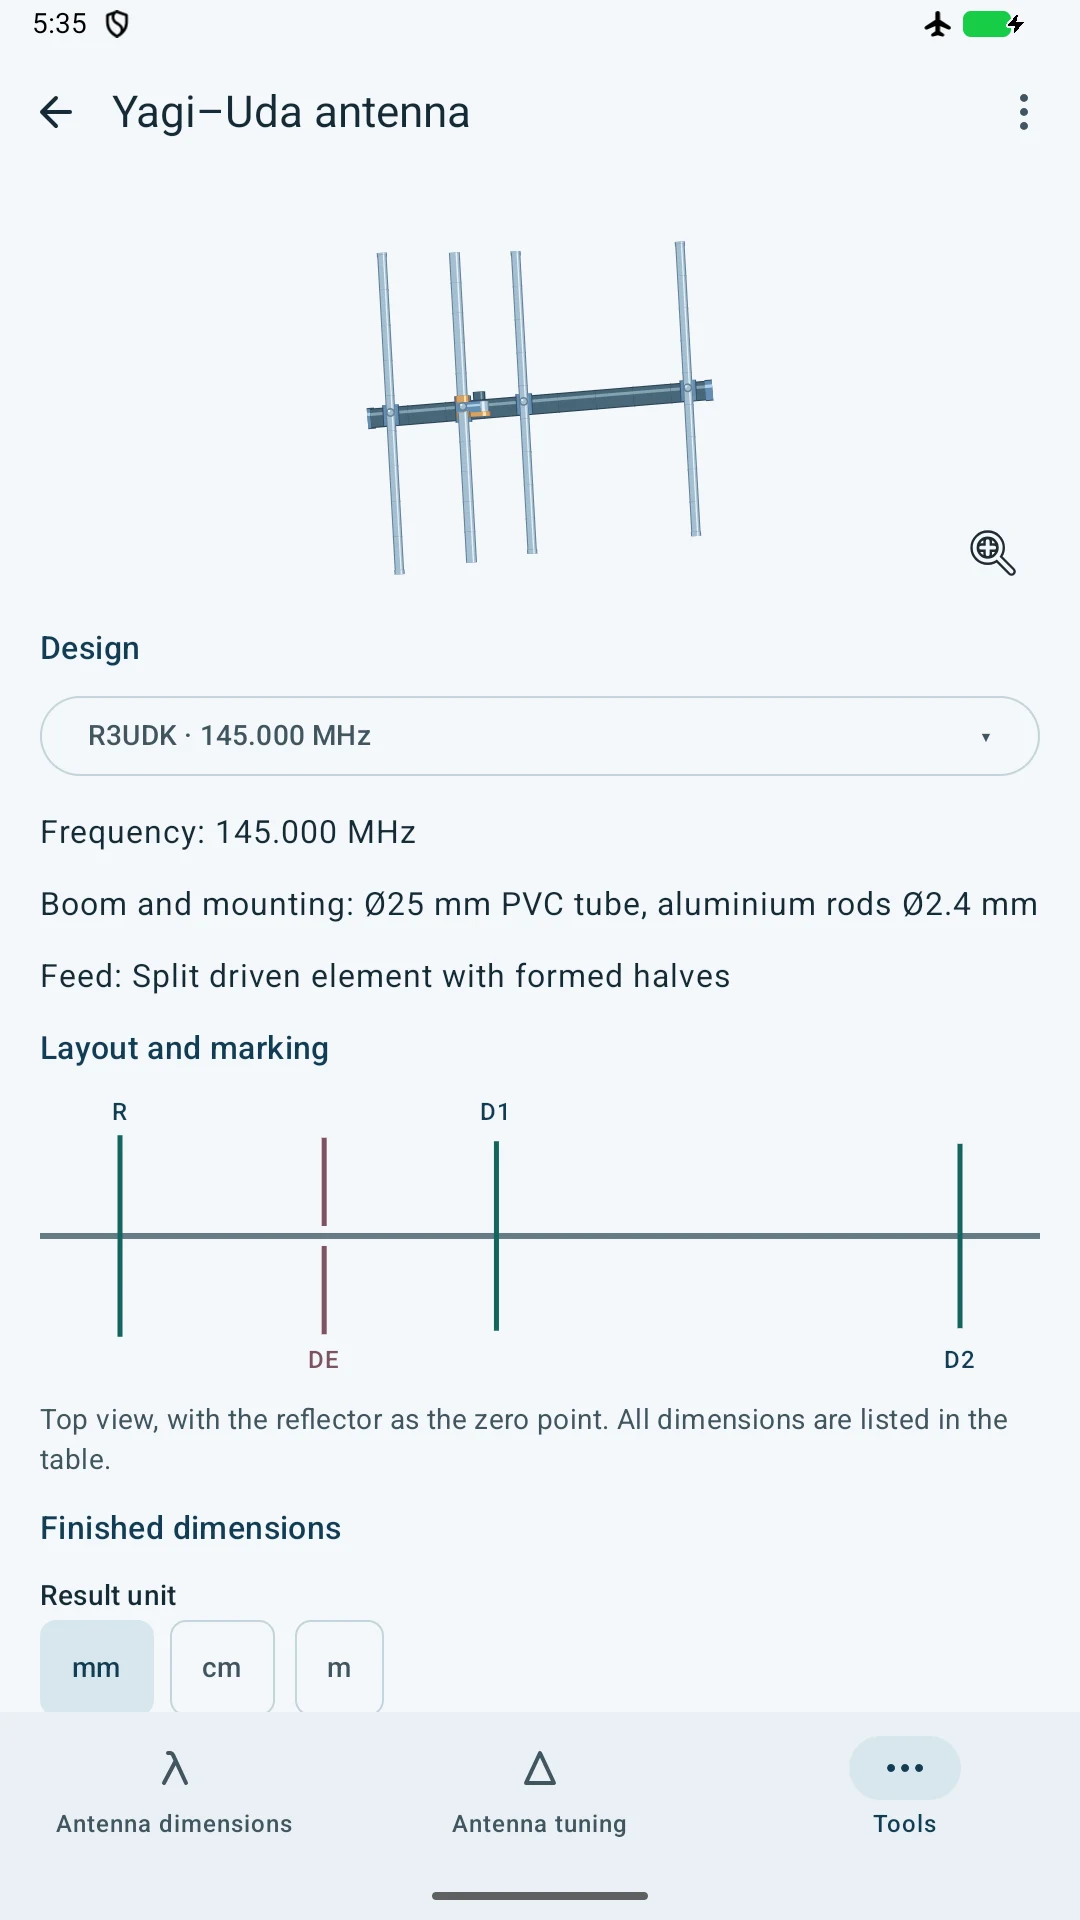 5:35
Yagi–Uda antenna
Design
R3UDK · 145.000 MHz
Frequency: 145.000 MHz
Boom and mounting: Ø25 mm PVC tube, aluminium rods Ø2.4 mm
Feed: Split driven element with formed halves
Layout and marking
R
D1
DE
D2
Top view, with the reflector as the zero point. All dimensions are listed in the
table.
Finished dimensions
Result unit
mm
cm
m
λ
Δ
Antenna dimensions
Antenna tuning
Tools